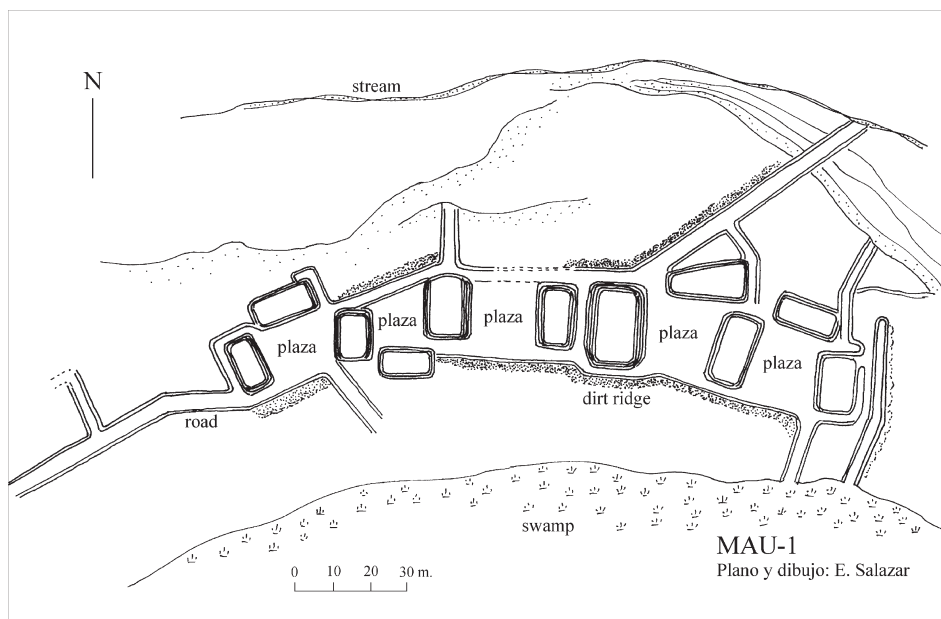 N
stream
plaza
plaza
plaza
plaza
plaza
dirt ridge
road
swamp
MAU-1
Plano y dibujo: E. Salazar
0 10 20 30 m.